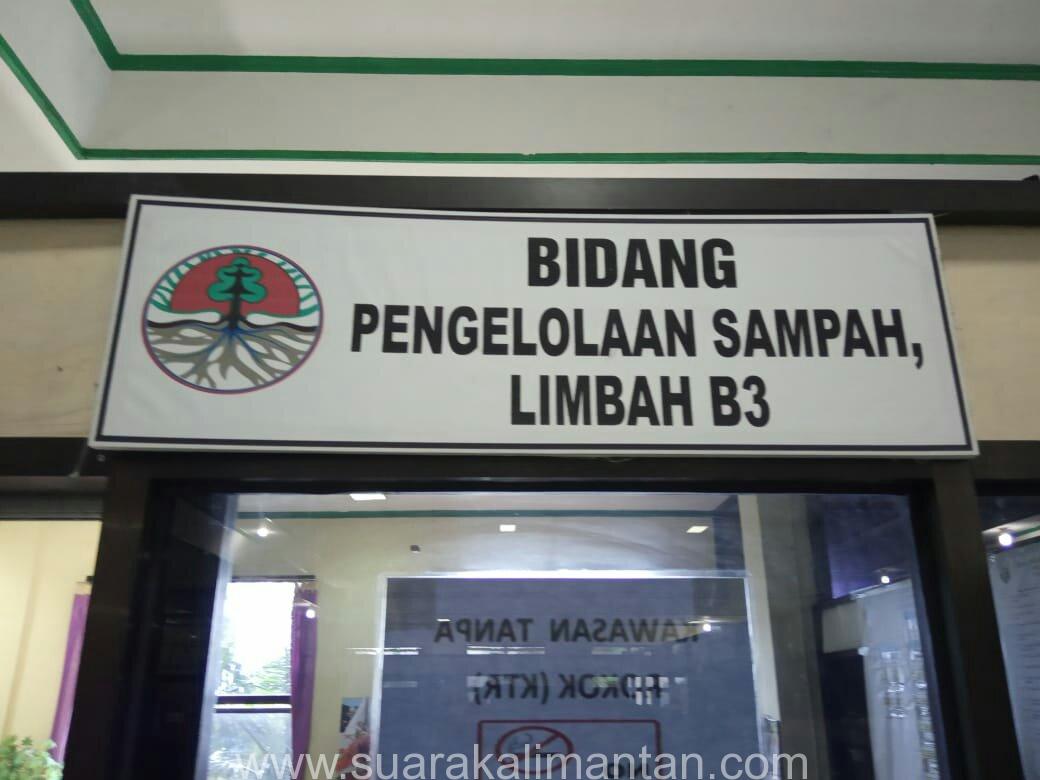 BIDANG
PENGELOLAAN SAMPAH,
LIMBAH B3
KAWASAN TANPA
ROKOK (KTR)
www.suarakalimantan.com